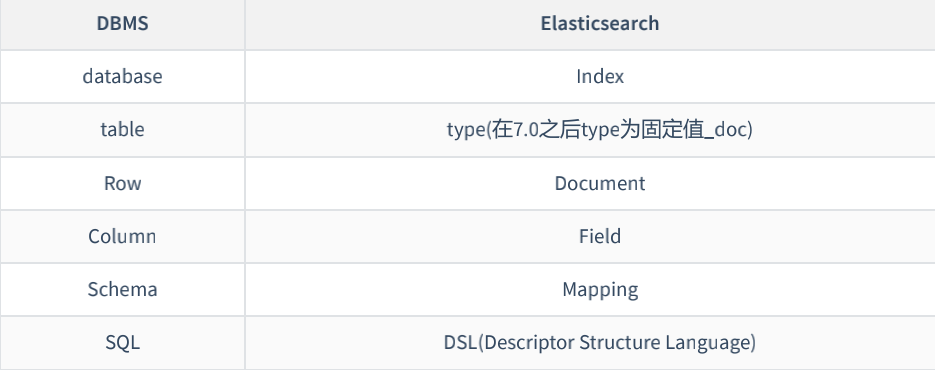 DBMS Elasticsearch
database Index
table type(在7.0之后type为固定值_doc)
Row Document
Column Field
Schema Mapping
SQL DSL(Descriptor Structure Language)